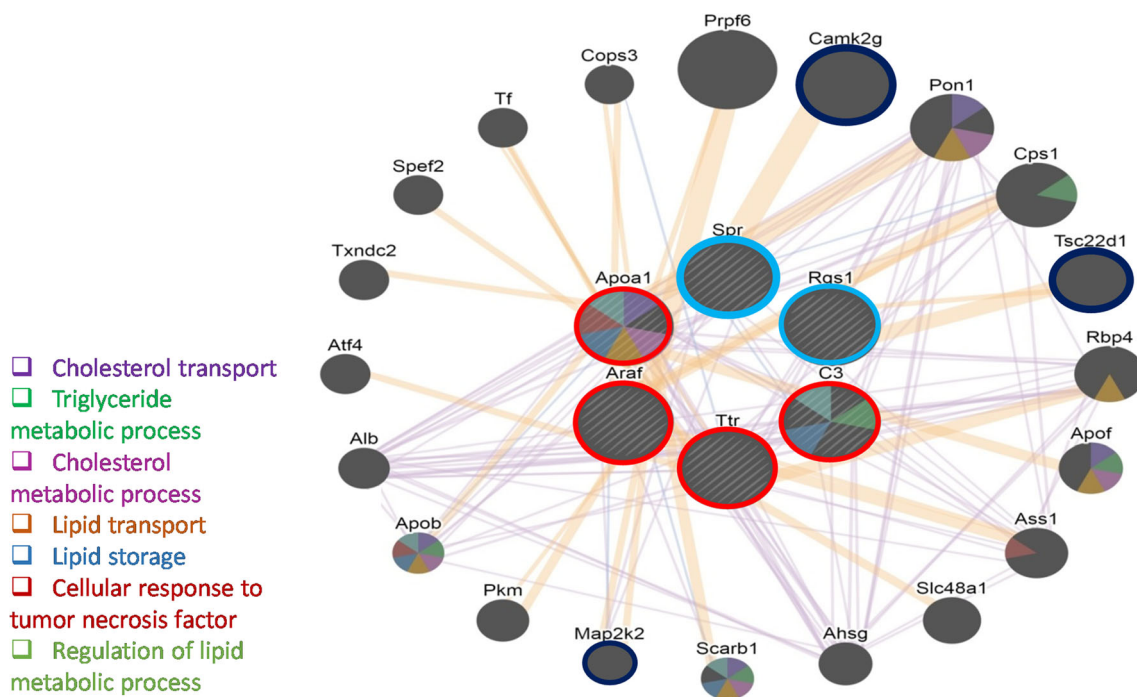 Prpf6
Camk2g
Cops3
Pon1
Tf
Cps1
Spef2
Spr
Tsc22d1
Txndc2
Apoa1
Rgs1
Rbp4
Atf4
Araf
C3
Ttr
Apof
Alb
Ass1
Apob
Slc48a1
Pkm
Map2k2
Scarb1
Ahsg
Cholesterol transport
Triglyceride
metabolic process
Cholesterol
metabolic process
Lipid transport
Lipid storage
Cellular response to
tumor necrosis factor
Regulation of lipid
metabolic process